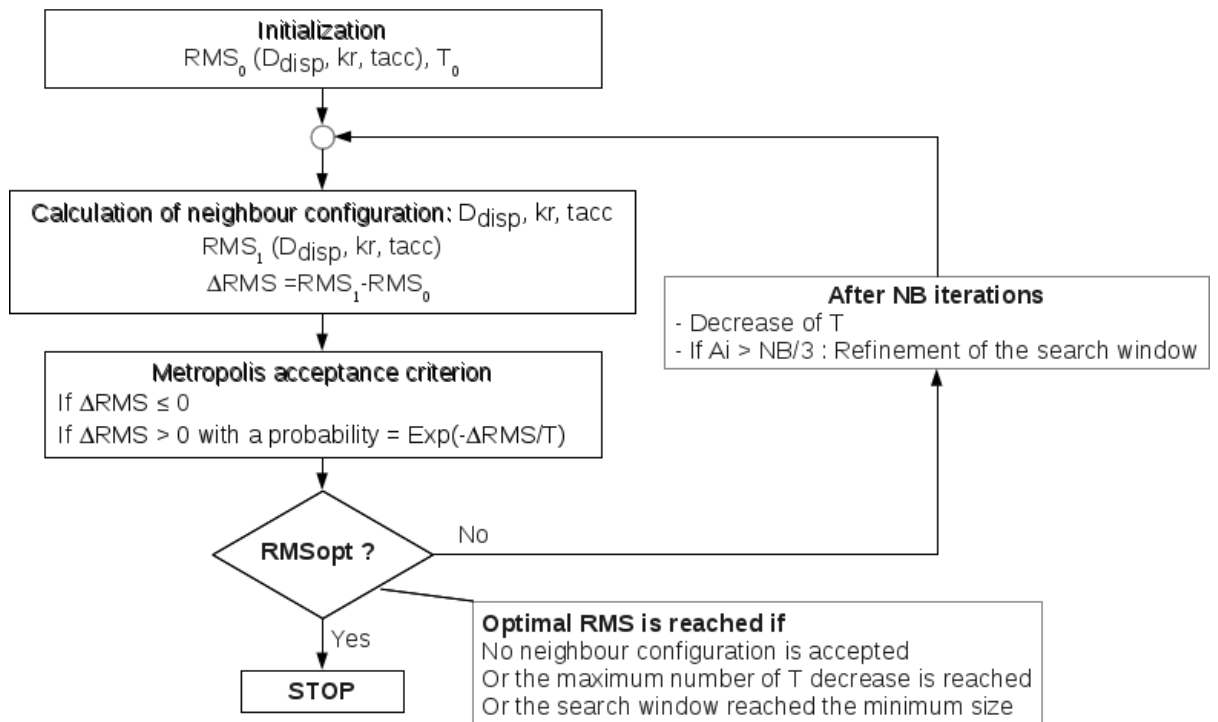 Initialization
RMS₀ (Ddisp, kr, tacc), T₀
Calculation of neighbour configuration: Ddisp, kr, tacc
RMS₁ (Ddisp, kr, tacc)
ΔRMS =RMS₁-RMS₀
After NB iterations
- Decrease of T
- If Ai > NB/3 : Refinement of the search window
Metropolis acceptance criterion
If ΔRMS ≤ 0
If ΔRMS > 0 with a probability = Exp(-ΔRMS/T)
RMSopt ?
No
Yes
STOP
Optimal RMS is reached if
No neighbour configuration is accepted
Or the maximum number of T decrease is reached
Or the search window reached the minimum size